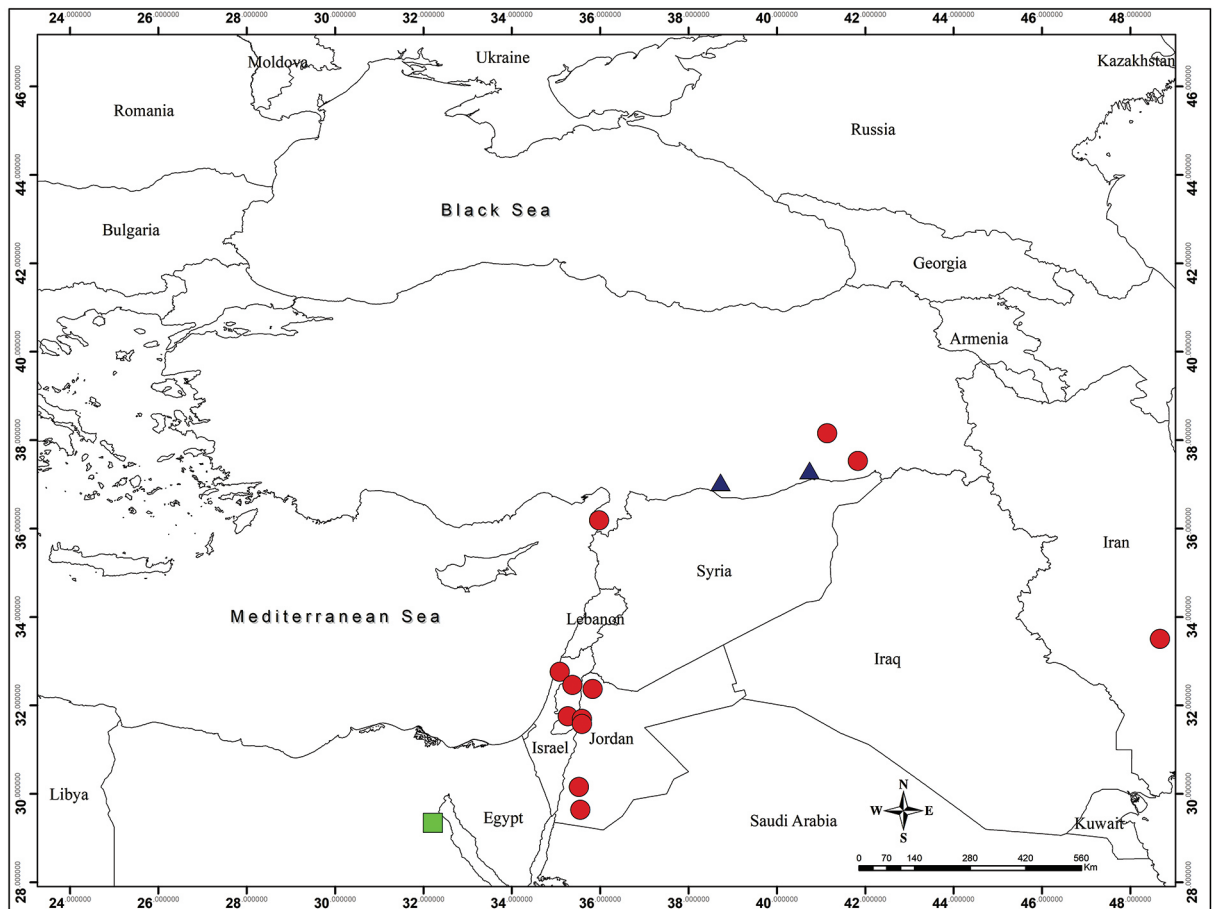 24.000000 26.000000 28.000000 30.000000 32.000000 34.000000 36.000000 38.000000 40.000000 42.000000 44.000000 46.000000 48.000000
Moldova
Ukraine
Kazakhstan
46.000000 46.000000
Romania
Russia
44.000000 44.000000
Black Sea
Bulgaria
42.000000 42.000000
Georgia
Armenia
40.000000 40.000000
38.000000 38.000000
36.000000 36.000000
Iran
Syria
Mediterranean Sea
Lebanon
34.000000 34.000000
Iraq
32.000000 32.000000
Israel
Jordan
Libya
30.000000 30.000000
Egypt
Saudi Arabia
N
W E
S
Kuwait
0 70 140 280 420 560
Km
28.000000 28.000000
24.000000 26.000000 28.000000 30.000000 32.000000 34.000000 36.000000 38.000000 40.000000 42.000000 44.000000 46.000000 48.000000